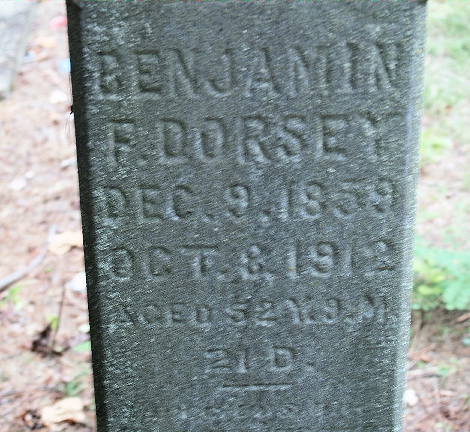 BENJAMIN
F. DORSEY
DEC. 9. 1859
OCT. 8. 1912
AGED 52 Y. 9. M.
21 D.